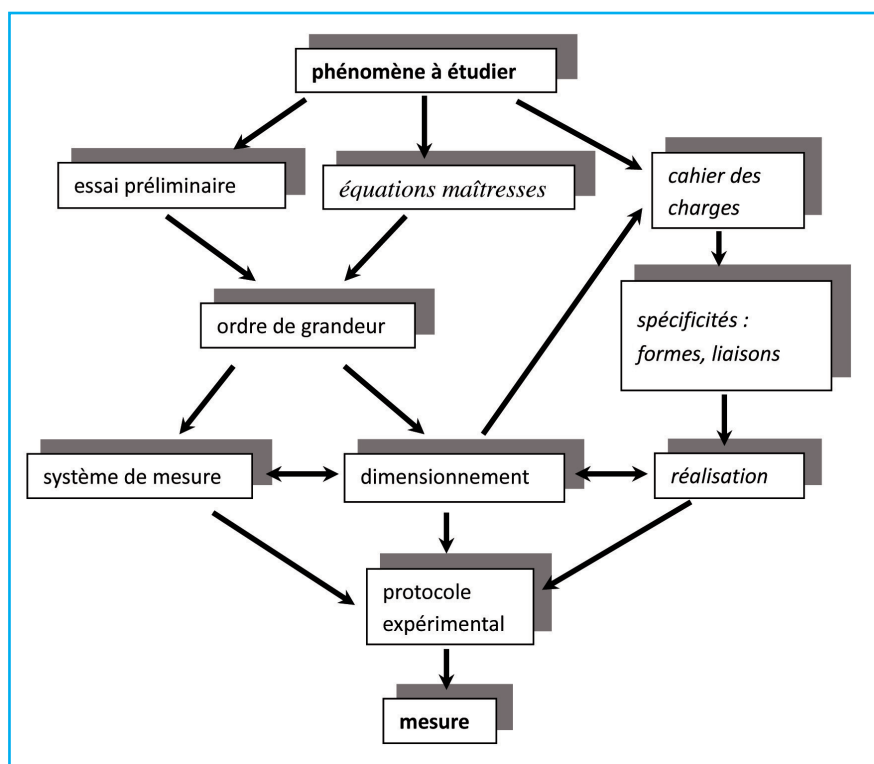 phénomène à étudier
essai préliminaire
équations maîtresses
cahier des
charges
ordre de grandeur
spécificités :
formes, liaisons
système de mesure
dimensionnement
réalisation
protocole
expérimental
mesure